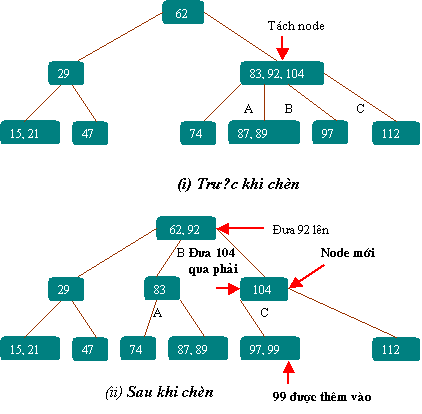 62
Tách node
29
83, 92, 104
A
B
C
15, 21
47
74
87, 89
97
112
(i) Trư?c khi chèn
62, 92
Đưa 92 lên
B
Đưa 104
qua phải
Node mới
29
83
104
A
C
15, 21
47
74
87, 89
97, 99
112
(ii) Sau khi chèn
99 được thêm vào